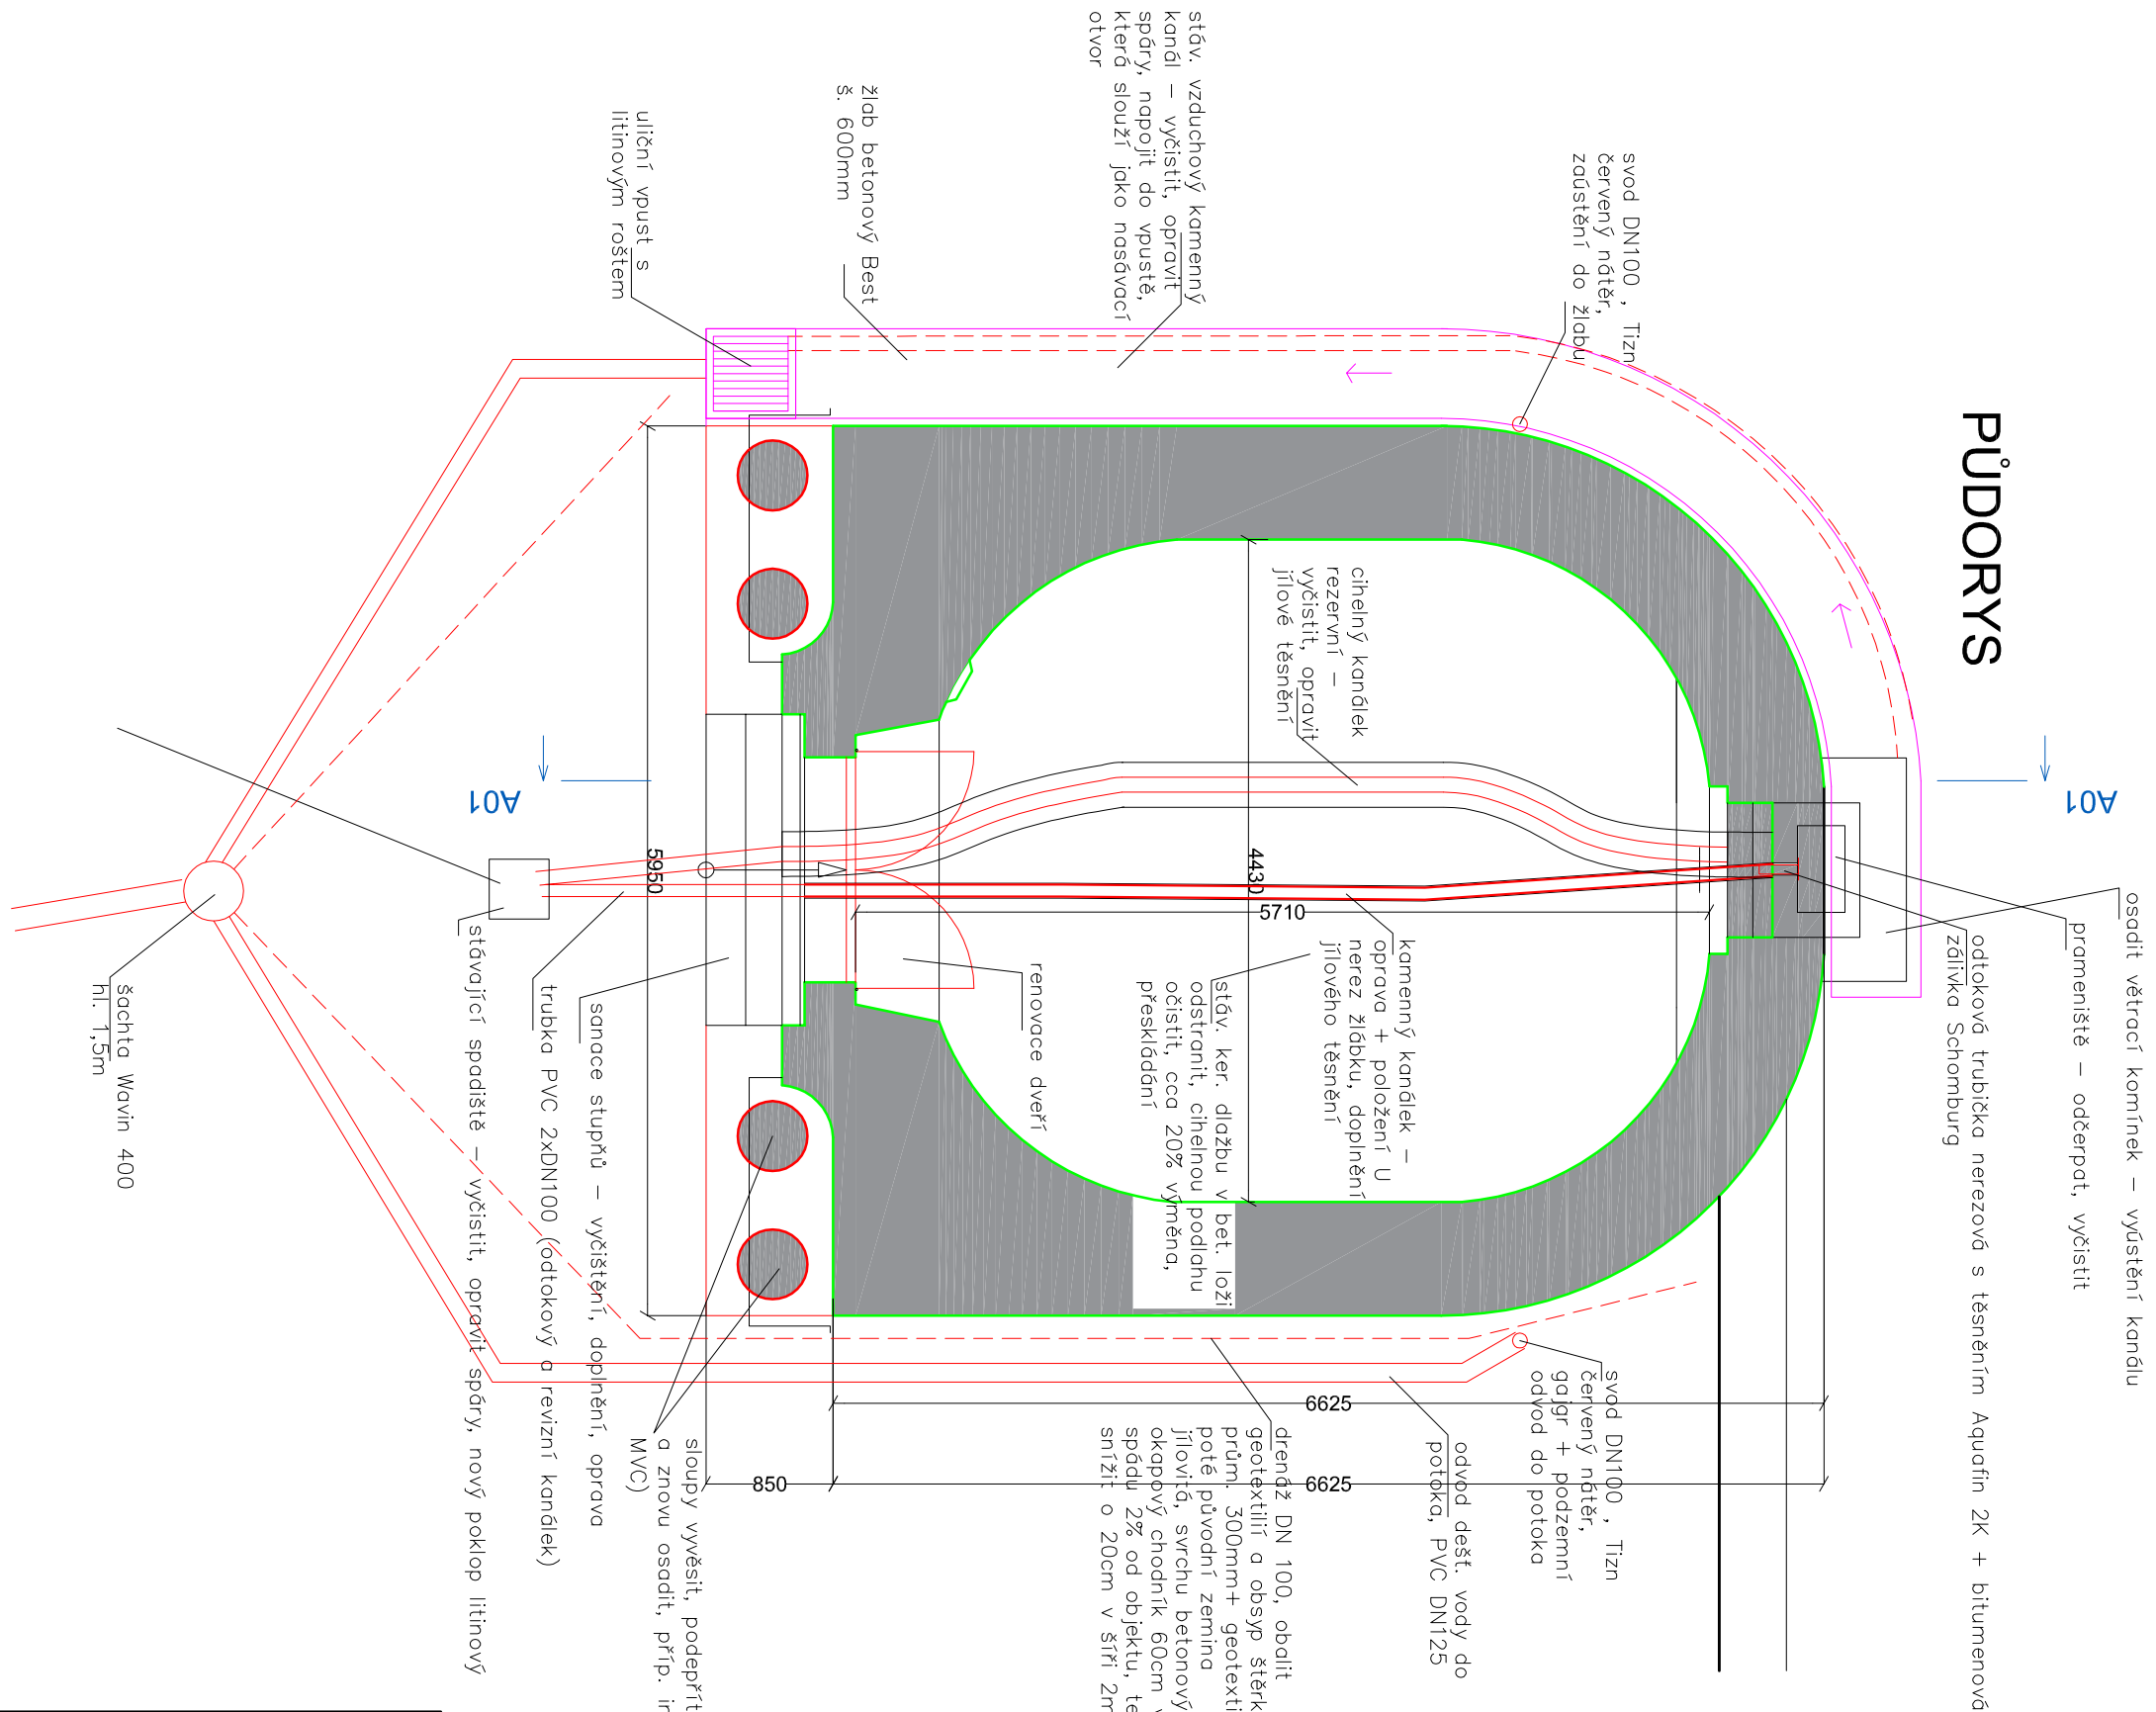 PŮDORYS
A01
A01
osadit větrací komínek – vyústění kanálu
prameniště – odčerpat, vyčistit
odtoková trubička nerezová s těsněním Aquafin 2K + bitumenová
zálivka Schomburg
svod DN100 , Tizn
červený nátěr,
zaústění do žlabu
stáv. vzduchový kamenný
kanál – vyčistit, opravit
spáry, napojit do vpustě,
která slouží jako nasávací
otvor
žlab betonový Best
š. 600mm
uliční vpust s
litinovým roštem
cihelný kanálek
rezervní –
vyčistit, opravit
jílové těsnění
kamenný kanálek –
oprava + položení U
nerez žlábku, doplnění
jílového těsnění
stáv. ker. dlažbu v bet. loži
odstranit, cihelnou podlahu
očistit, cca 20% výměna,
přeskládání
renovace dveří
sanace stupňů – vyčištění, doplnění, oprava
trubka PVC 2xDN100 (odtokový a revizní kanálek)
stávající spadiště – vyčistit, opravit spáry, nový poklop litinový
šachta Wavin 400
hl. 1,5m
svod DN100 , Tizn
červený nátěr,
gajgr + podzemní
odvod do potoka
odvod dešť. vody do
potoka, PVC DN125
drenáž DN 100, obalit
geotextilií a obsyp štěrk
prům. 300mm+ geotexti
poté původní zemina
jílovitá, svrchu betonový
okapový chodník 60cm v
spádu 2% od objektu, te
snížit o 20cm v šíři 2m
sloupy vyvěsit, podepřít
a znovu osadit, příp. in
MVC)
5950
4430
5710
6625
6625
850